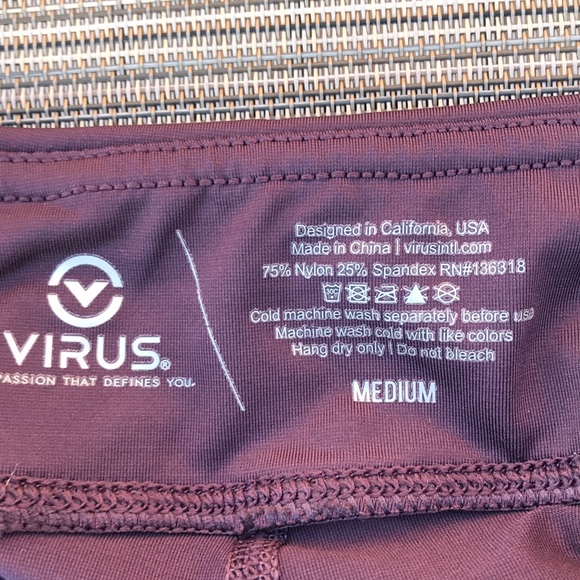 VIRUS®
PASSION THAT DEFINES YOU.
Designed in California, USA
Made in China | virusintl.com
75% Nylon 25% Spandex RN#136318
30C
Cold machine wash separately before use
Machine wash cold with like colors
Hang dry only | Do not bleach
MEDIUM